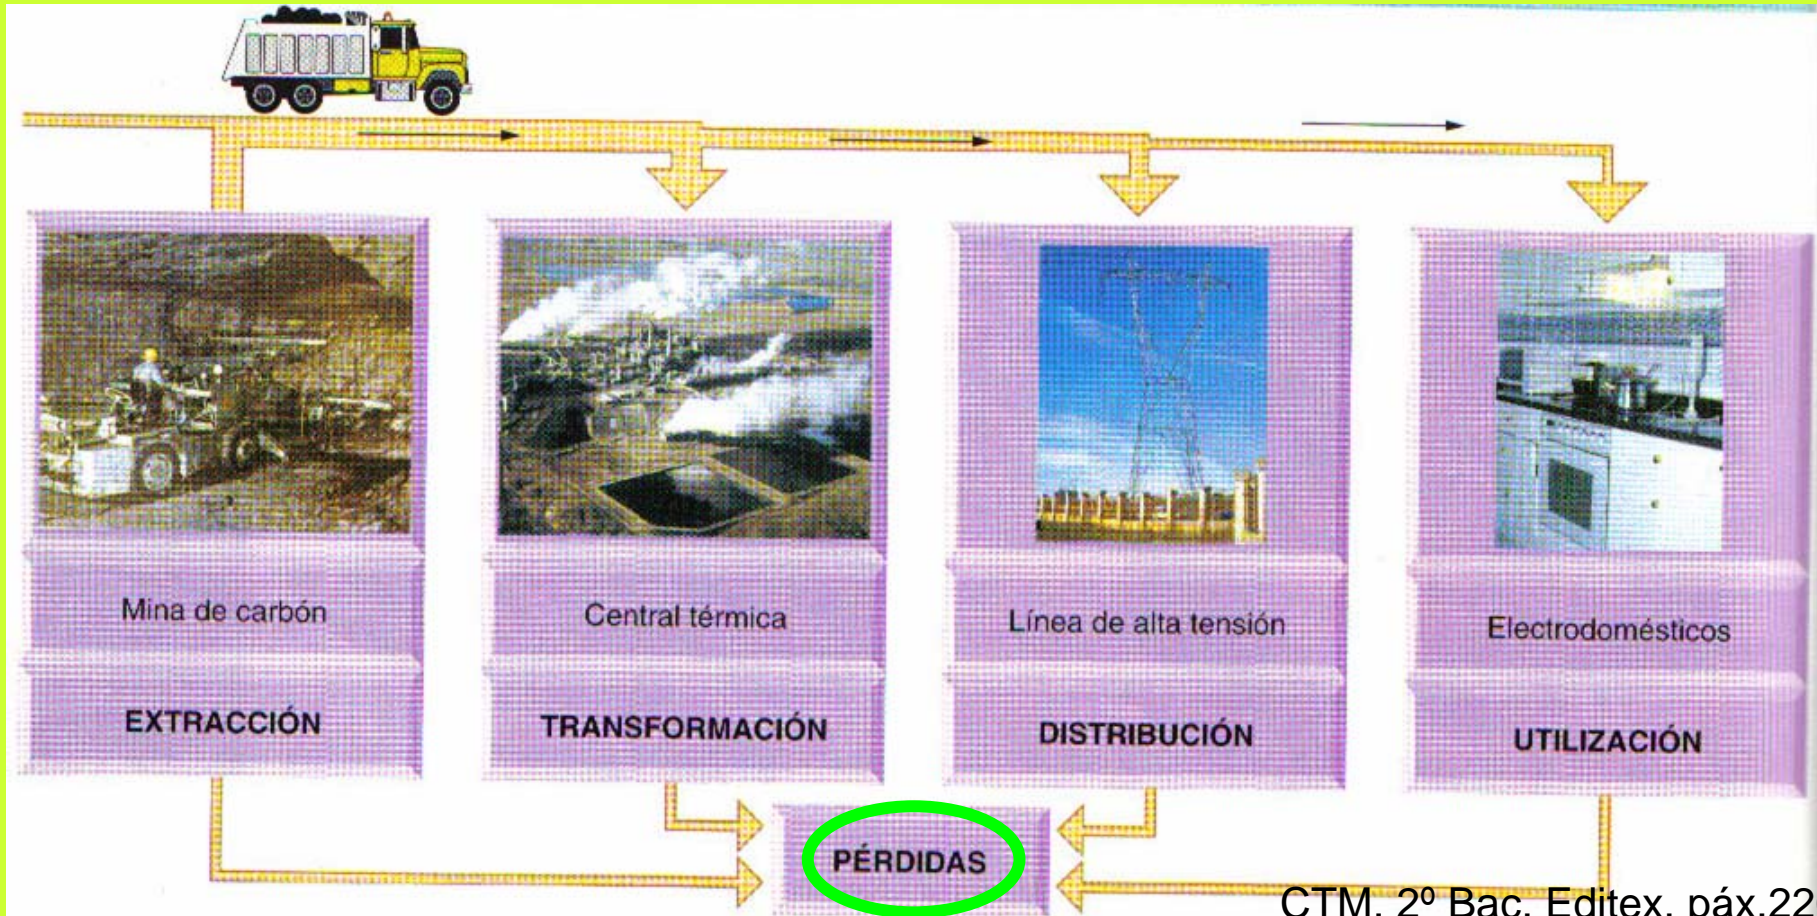 Mina de carbón
EXTRACCIÓN
Central térmica
TRANSFORMACIÓN
Línea de alta tensión
DISTRIBUCIÓN
Electrodomésticos
UTILIZACIÓN
PÉRDIDAS
CTM. 2º Bac. Editex. páx.22